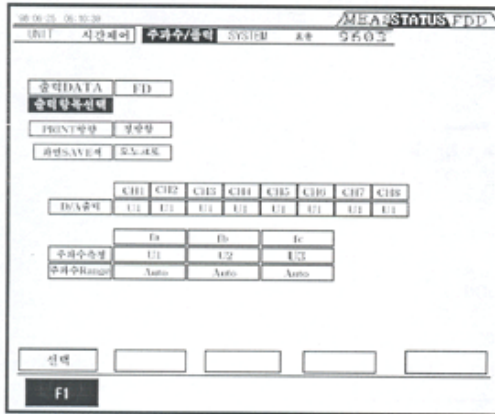 MEAS STATUS FDD
UNIT 시간제어 주파수/출력 SYSTEM 표준 9603
출력DATA FD
출력항목선택
PRINT방향 정방향
화면SAVE색 모노크로
CH1 CH2 CH3 CH4 CH5 CH6 CH7 CH8
D/A출력 U1 U1 U1 U1 U1 U1 U1 U1
fa fb fc
주파수측정 U1 U2 U3
주파수Range Auto Auto Auto
선택
F1